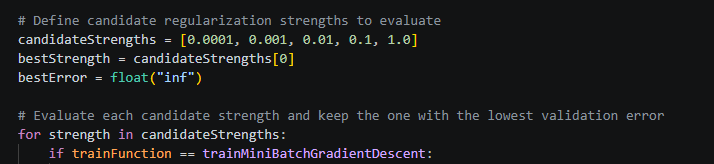 # Define candidate regularization strengths to evaluate
candidateStrengths = [0.0001, 0.001, 0.01, 0.1, 1.0]
bestStrength = candidateStrengths[0]
bestError = float("inf")
# Evaluate each candidate strength and keep the one with the lowest validation error
for strength in candidateStrengths:
if trainFunction == trainMiniBatchGradientDescent: